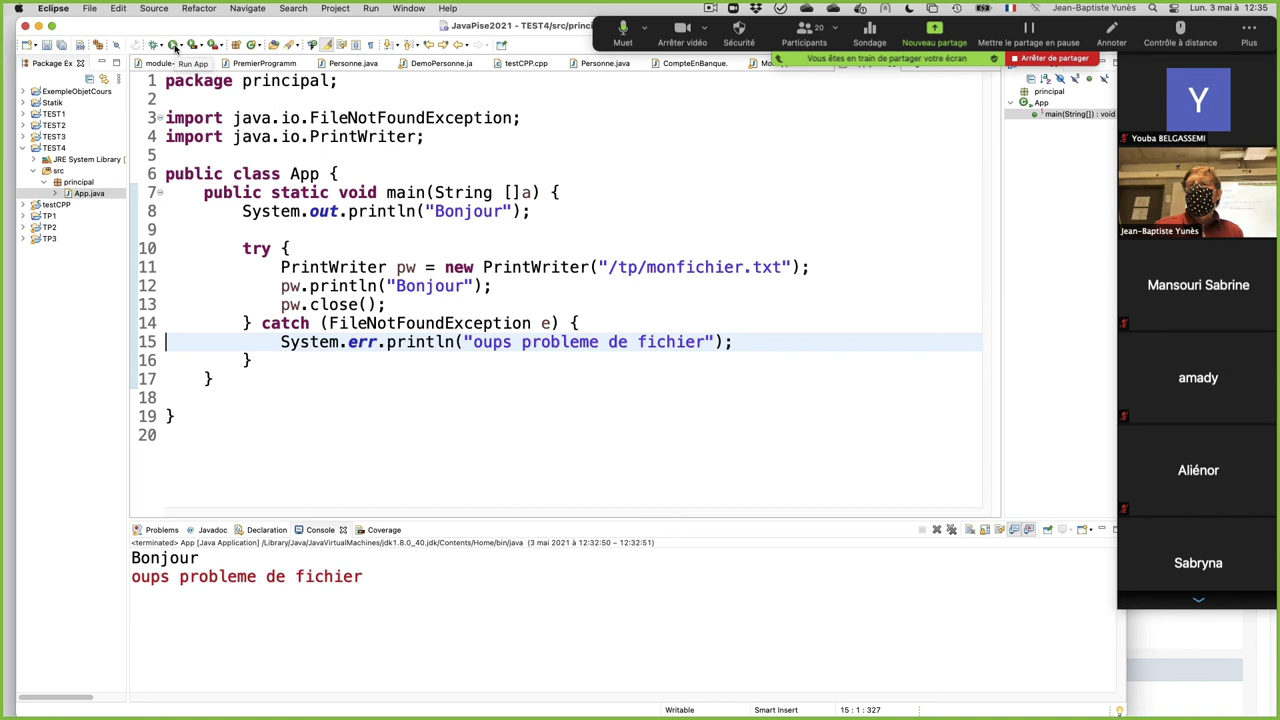 Eclipse File Edit Source Refactor Navigate Search Project Run Window Help
Jean-Baptiste Yunès Lun. 3 mai à 12:35
JavaPise2021 - TEST4/src/princi
Muet Arrêter vidéo Sécurité Participants 20 Sondage Nouveau partage Mettre le partage en pause Annoter Contrôle à distance Plus
Vous êtes en train de partager votre écran Arrêter de partager
Run App
Package Ex
module- PremierProgramm Personne.java DemoPersonne.ja testCPP.cpp Personne.java CompteEnBanque.
ExempleObjetCours
Statik
TEST1
TEST2
TEST3
TEST4
JRE System Library [
src
principal
App.java
testCPP
TP1
TP2
TP3
1 package principal;
2
3 import java.io.FileNotFoundException;
4 import java.io.PrintWriter;
5
6 public class App {
7 public static void main(String []a) {
8 System.out.println("Bonjour");
9
10 try {
11 PrintWriter pw = new PrintWriter("/tp/monfichier.txt");
12 pw.println("Bonjour");
13 pw.close();
14 } catch (FileNotFoundException e) {
15 System.err.println("oups probleme de fichier");
16 }
17 }
18
19 }
20
principal
App
main(String[]) : void
Y
Youba BELGASSEMI
Jean-Baptiste Yunès
Mansouri Sabrine
amady
Aliénor
Sabryna
Problems Javadoc Declaration Console Coverage
<terminated> App [Java Application] /Library/Java/JavaVirtualMachines/jdk1.8.0_40.jdk/Contents/Home/bin/java (3 mai 2021 à 12:32:50 – 12:32:51)
Bonjour
oups probleme de fichier
Writable Smart Insert 15 : 1 : 327